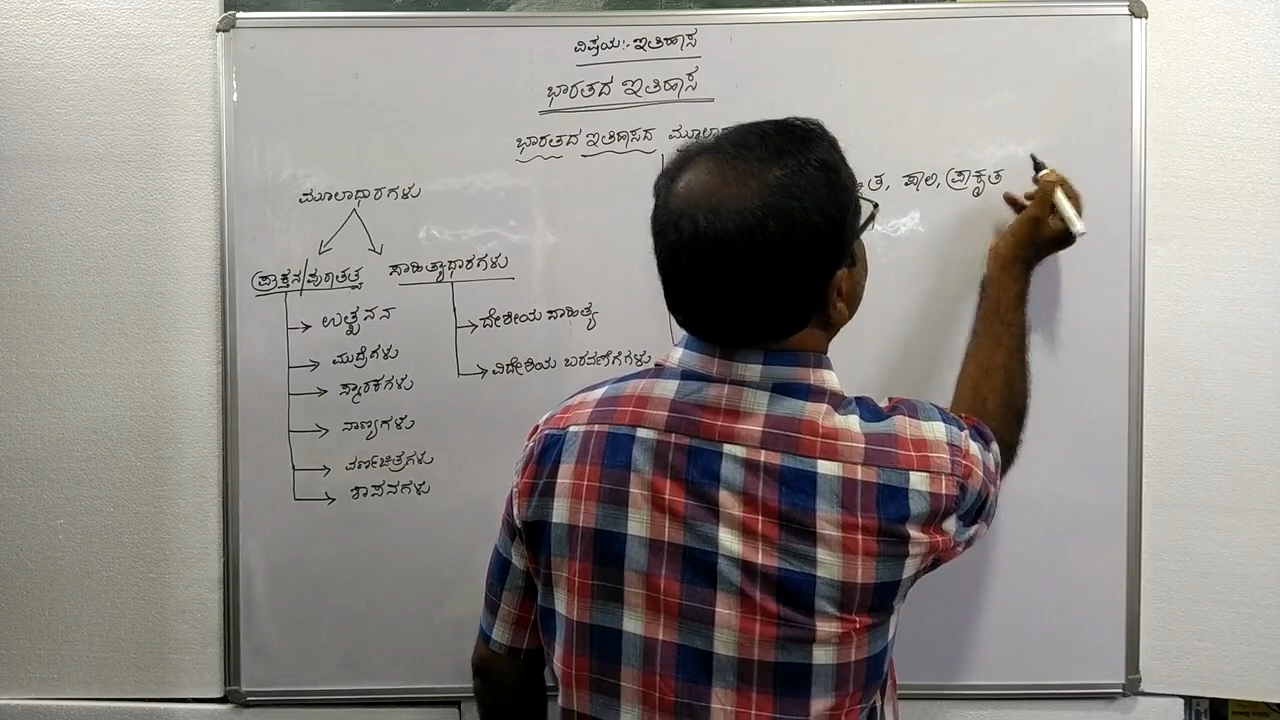 ವಿಷಯ:- ಇತಿಹಾಸ
ಭಾರತದ ಇತಿಹಾಸ
ಭಾರತದ ಇತಿಹಾಸದ
ಪಾಲಿ, ಪ್ರಾಕೃತ
ಮೂಲಾಧಾರಗಳು
ಪ್ರಾಕ್ತನ/ಪುರಾತತ್ವ
ಸಾಹಿತ್ಯಾಧಾರಗಳು
ಉತ್ಖನನ
ಮುದ್ರೆಗಳು
ಸ್ಮಾರಕಗಳು
ನಾಣ್ಯಗಳು
ವರ್ಣಚಿತ್ರಗಳು
ಶಾಸನಗಳು
ದೇಶೀಯ ಸಾಹಿತ್ಯ
ವಿದೇಶಿಯ ಬರವಣಿಗೆಗಳು